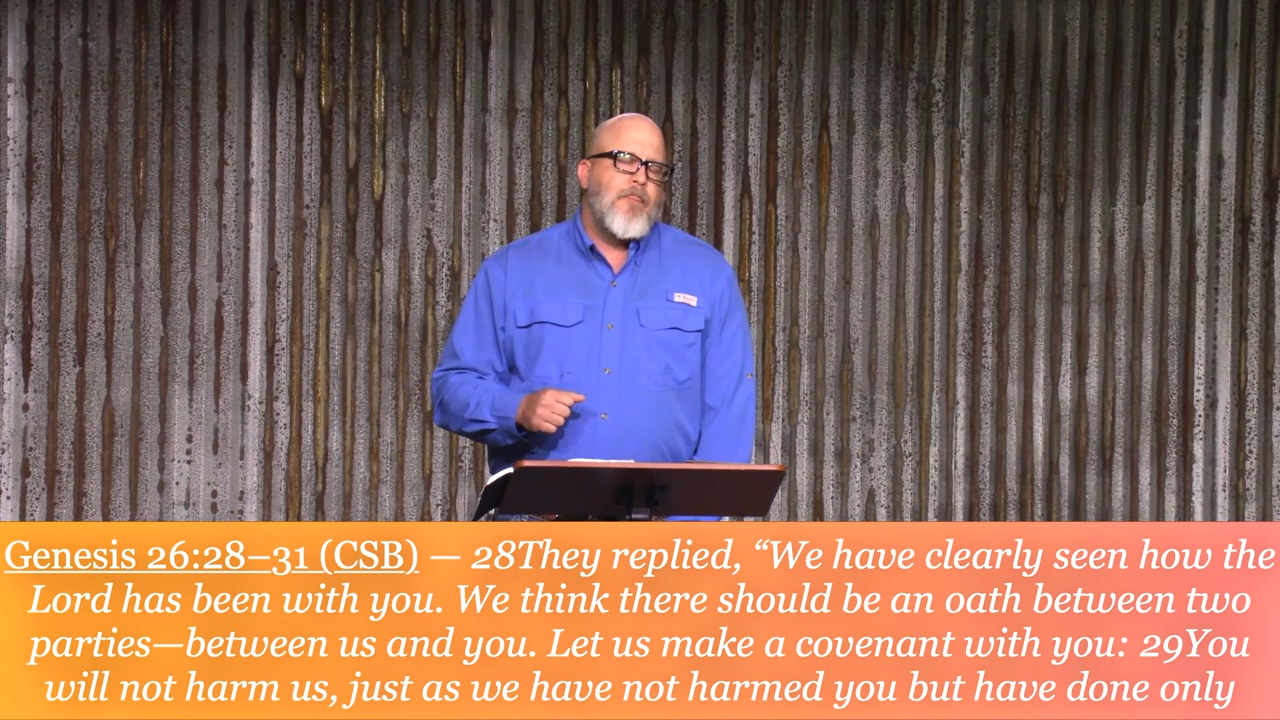 Genesis 26:28–31 (CSB) — 28They replied, “We have clearly seen how the
Lord has been with you. We think there should be an oath between two
parties—between us and you. Let us make a covenant with you: 29You
will not harm us, just as we have not harmed you but have done only